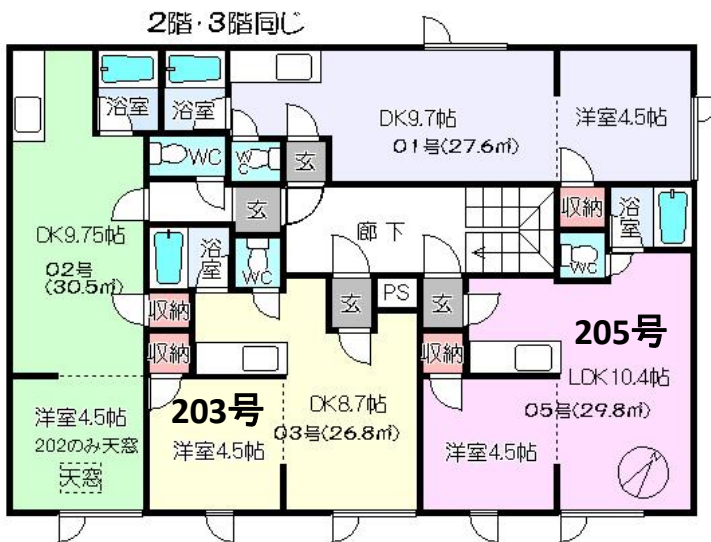 2階・3階同じ
浴室
浴室
DK9.7帖
01号(27.6㎡)
洋室4.5帖
WC
WC
玄
玄
廊下
収納
浴室
DK9.75帖
02号
(30.5㎡)
浴室
WC
WC
収納
玄
PS
玄
205号
収納
収納
LDK10.4帖
203号
DK8.7帖
03号(26.8㎡)
05号(29.8㎡)
洋室4.5帖
202のみ天窓
天窓
洋室4.5帖
洋室4.5帖